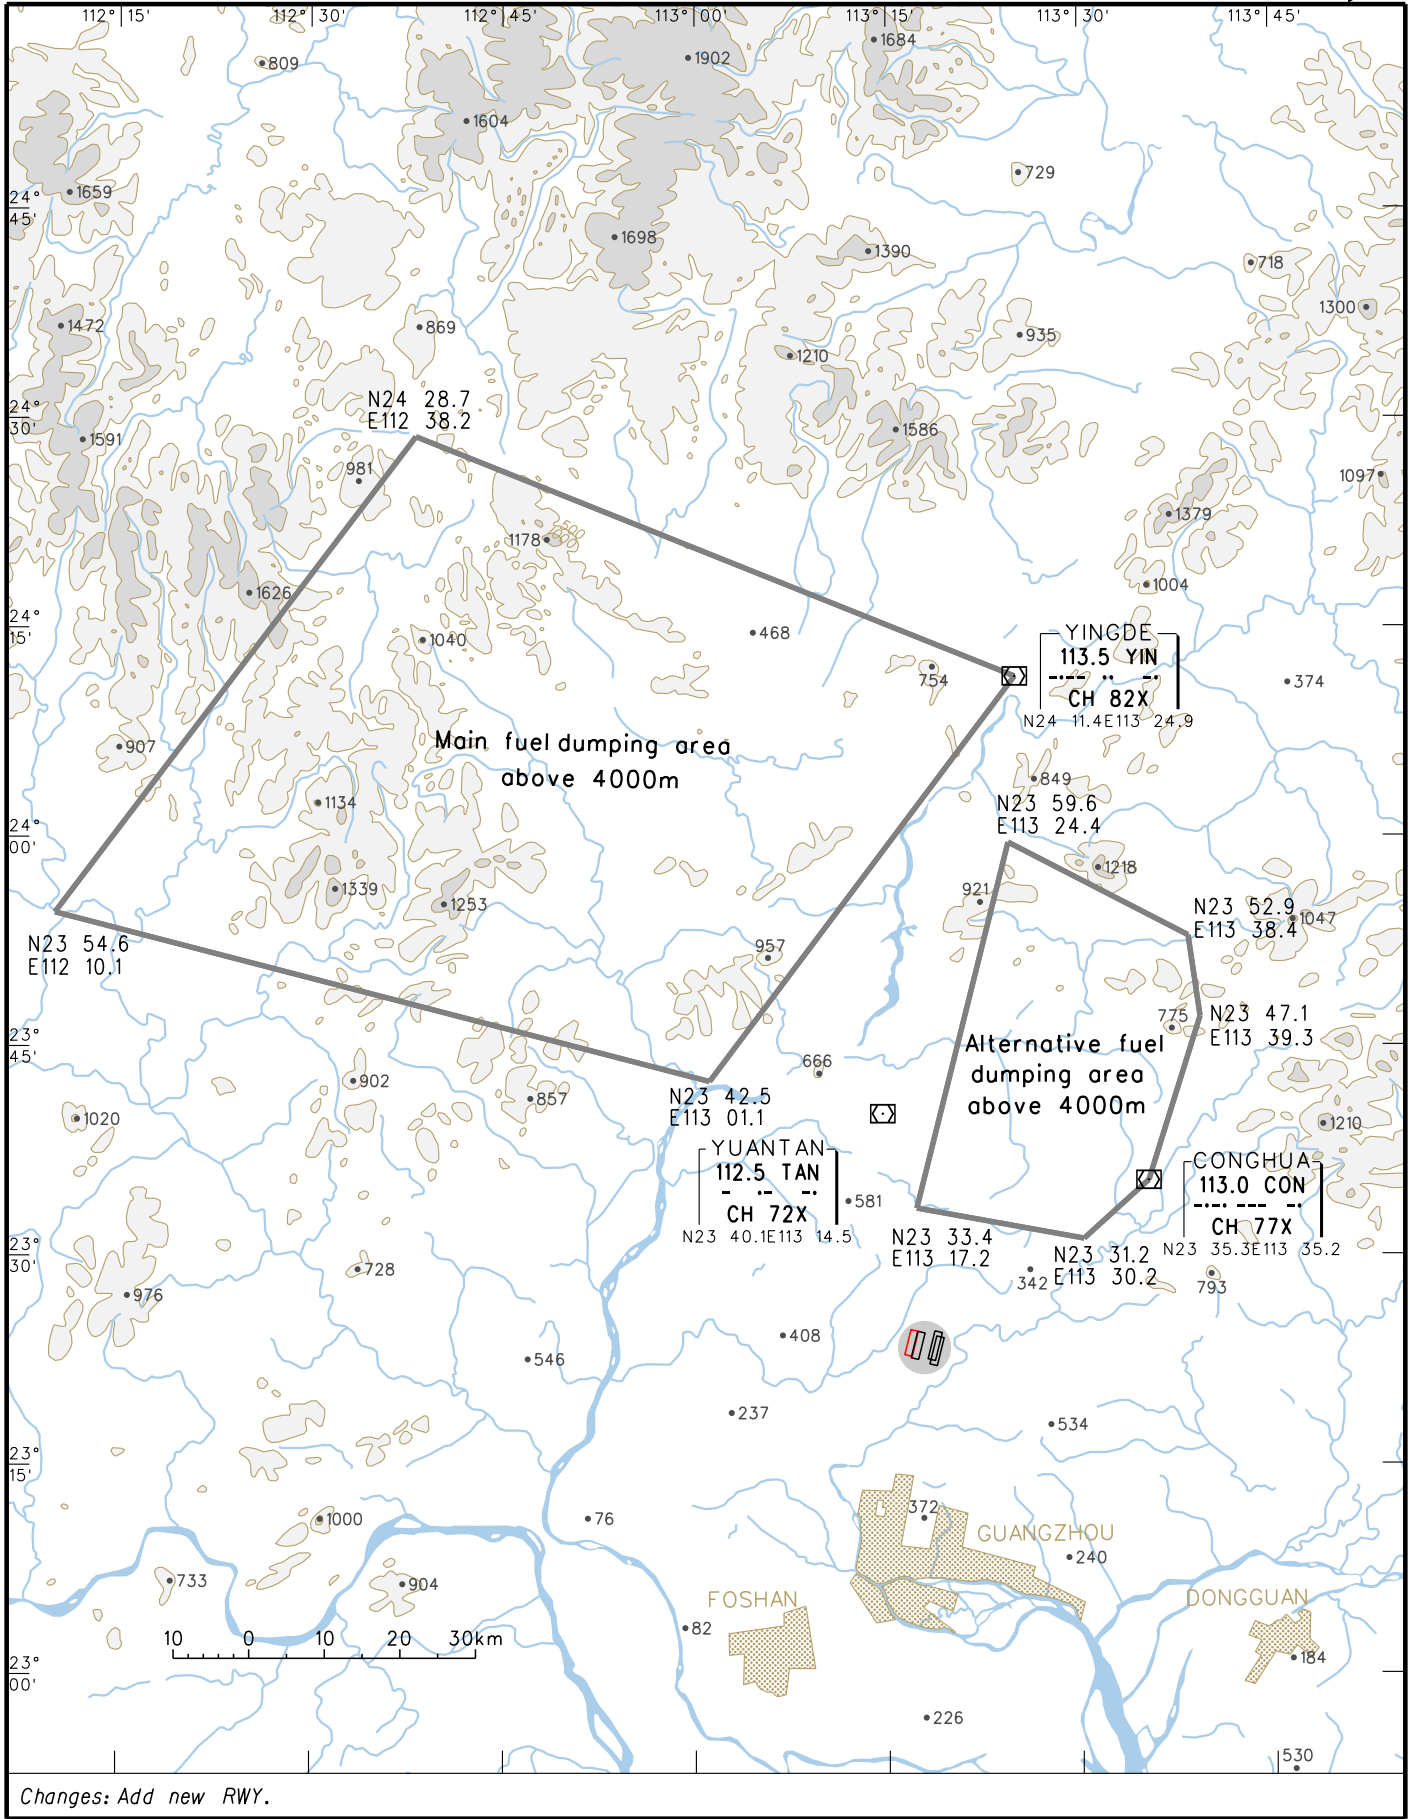 112°15'
112°30'
112°45'
113°00'
113°15'
113°30'
113°45'
809
1902
1684
1604
729
1659
24°
45'
1698
1390
718
1300
1472
869
935
1210
N24 28.7
E112 38.2
24°
30'
1591
1586
981
1097
1379
1178
500
1004
1626
24°
15'
1040
468
YINGDE
113.5 YIN
CH 82X
N24 11.4E113 24.9
754
374
907
Main fuel dumping area
above 4000m
849
1134
N23 59.6
E113 24.4
24°
00'
1218
921
1339
1253
N23 52.9
E113 38.4
1047
N23 54.6
E112 10.1
957
775
N23 47.1
E113 39.3
23°
45'
Alternative fuel
dumping area
above 4000m
666
902
857
N23 42.5
E113 01.1
1020
1210
YUANTAN
112.5 TAN
CH 72X
N23 40.1E113 14.5
581
CONGHUA
113.0 CON
CH 77X
N23 35.3E113 35.2
N23 33.4
E113 17.2
N23 31.2
E113 30.2
23°
30'
728
342
793
976
408
546
237
534
23°
15'
372
1000
76
GUANGZHOU
240
733
904
FOSHAN
DONGGUAN
82
10 0 10 20 30km
184
23°
00'
226
530
Changes: Add new RWY.